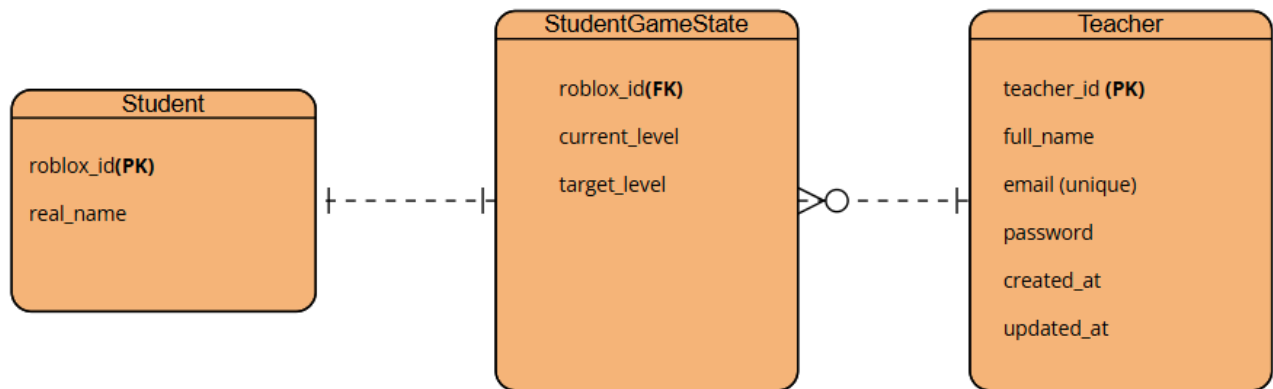 Student
roblox_id(PK)
real_name
StudentGameState
roblox_id(FK)
current_level
target_level
Teacher
teacher_id (PK)
full_name
email (unique)
password
created_at
updated_at